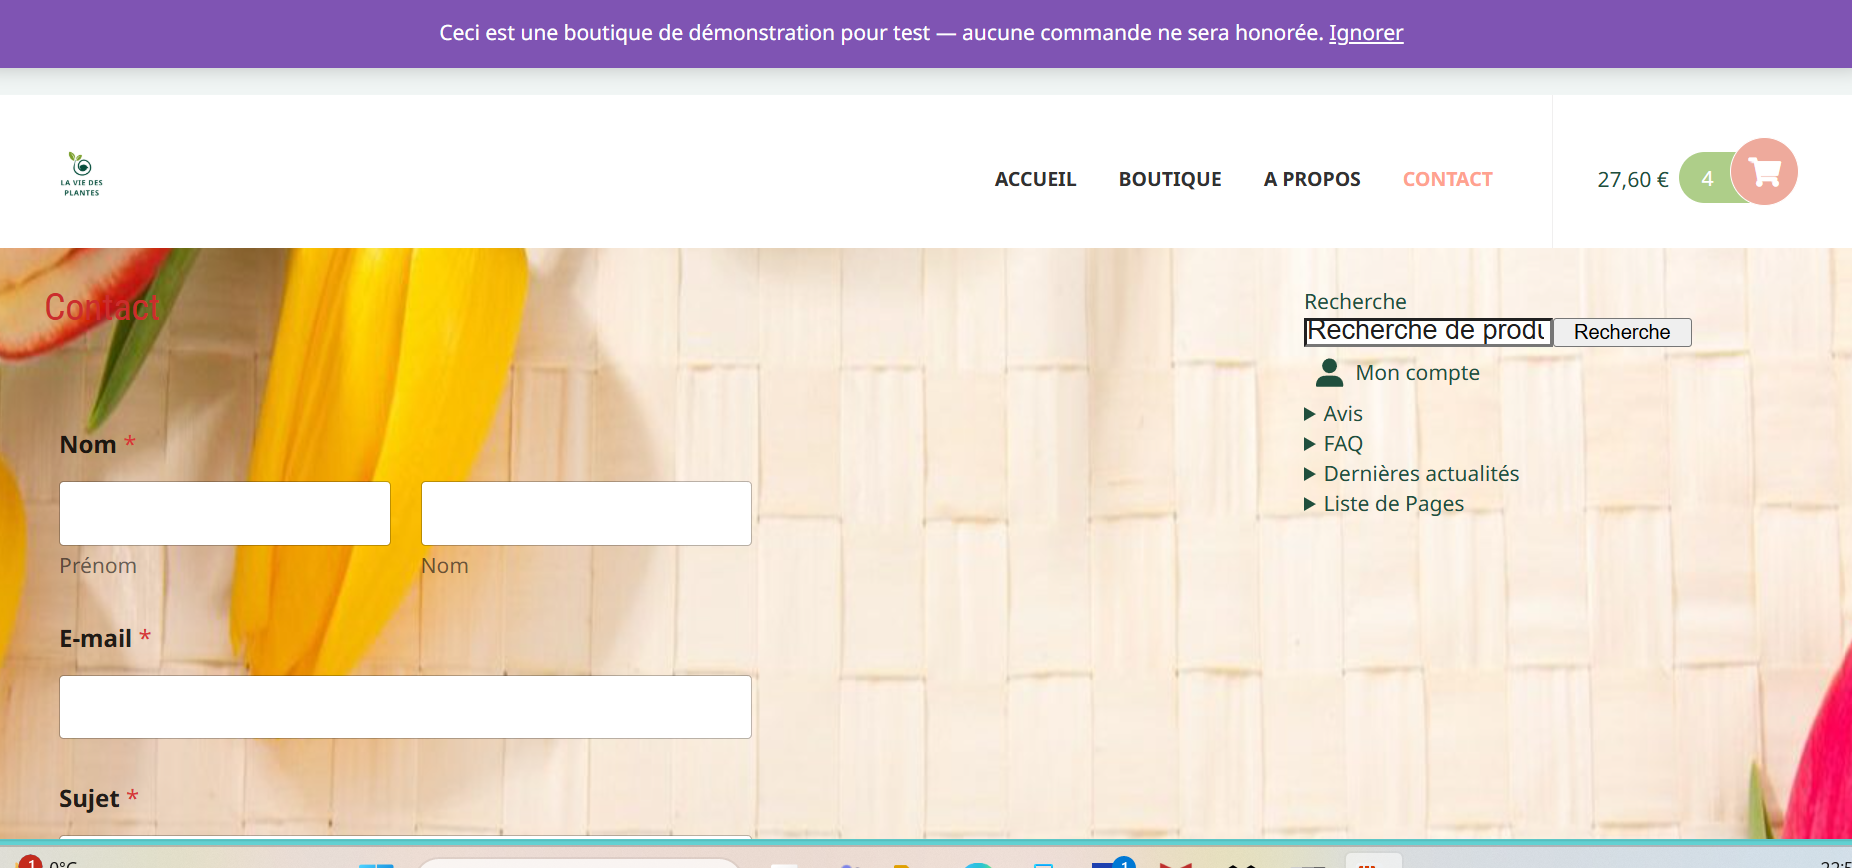 Ceci est une boutique de démonstration pour test — aucune commande ne sera honorée. Ignorer
LA VIE DES
PLANTES
ACCUEIL BOUTIQUE A PROPOS CONTACT
27,60 € 4
Contact
Nom *
Prénom Nom
E-mail *
Sujet *
Recherche
Recherche de produ Recherche
Mon compte
Avis
FAQ
Dernières actualités
Liste de Pages
1 0°C
1